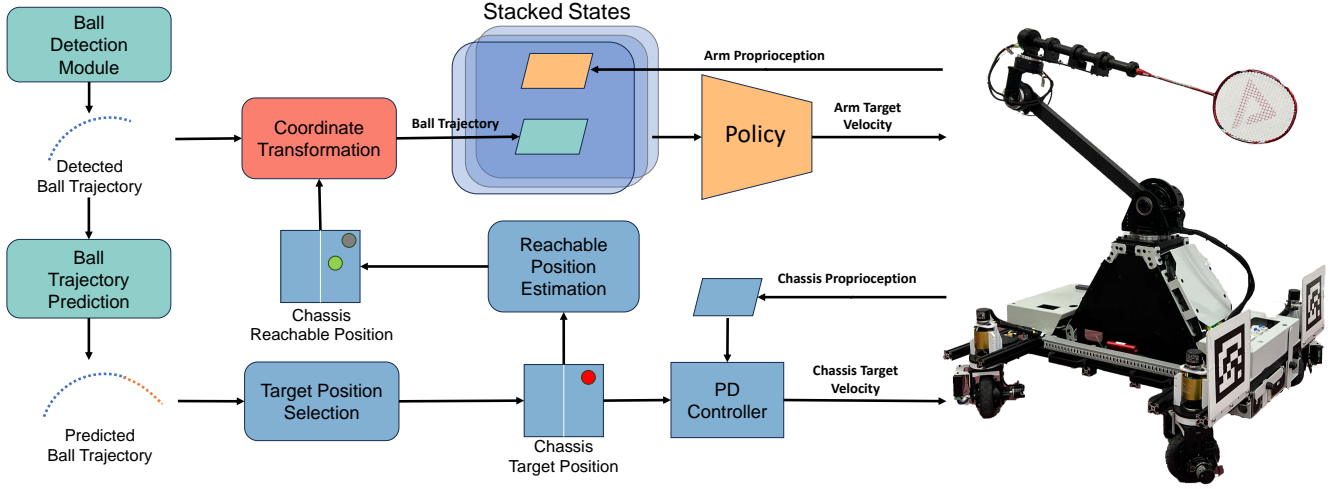 Ball
Detection
Module
Detected
Ball Trajectory
Ball
Trajectory
Prediction
Predicted
Ball Trajectory
Coordinate
Transformation
Ball Trajectory
Stacked States
Arm Proprioception
Policy
Arm Target
Velocity
Chassis
Reachable Position
Reachable
Position
Estimation
Chassis Proprioception
Target Position
Selection
Chassis
Target Position
PD
Controller
Chassis Target
Velocity